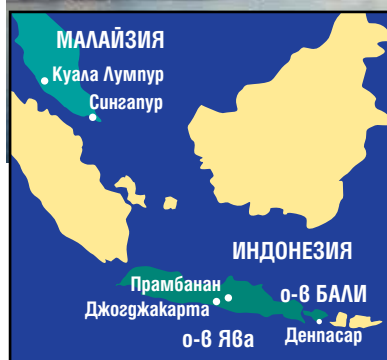 МАЛАЙЗИЯ
Куала Лумпур
Сингапур
ИНДОНЕЗИЯ
Прамбанан
о-в БАЛИ
Джогджакарта
о-в ЯВа
Денпасар